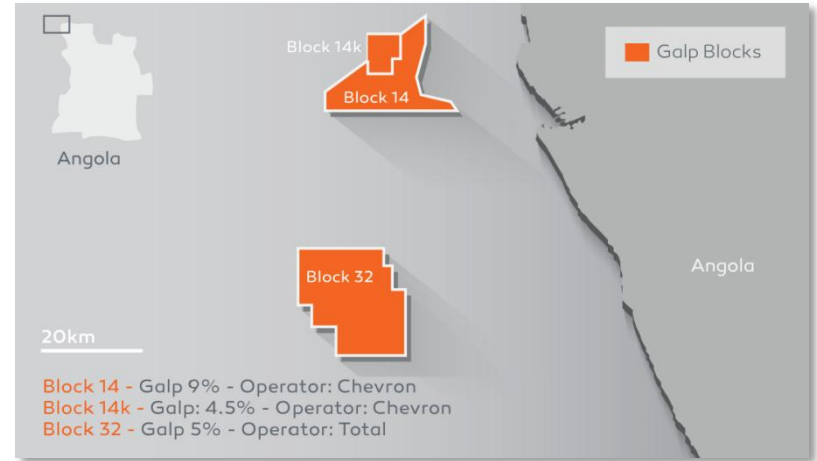 Block 14k
Galp Blocks
Block 14
Angola
Block 32
Angola
20km
Block 14 - Galp 9% - Operator: Chevron
Block 14k - Galp: 4.5% - Operator: Chevron
Block 32 - Galp 5% - Operator: Total